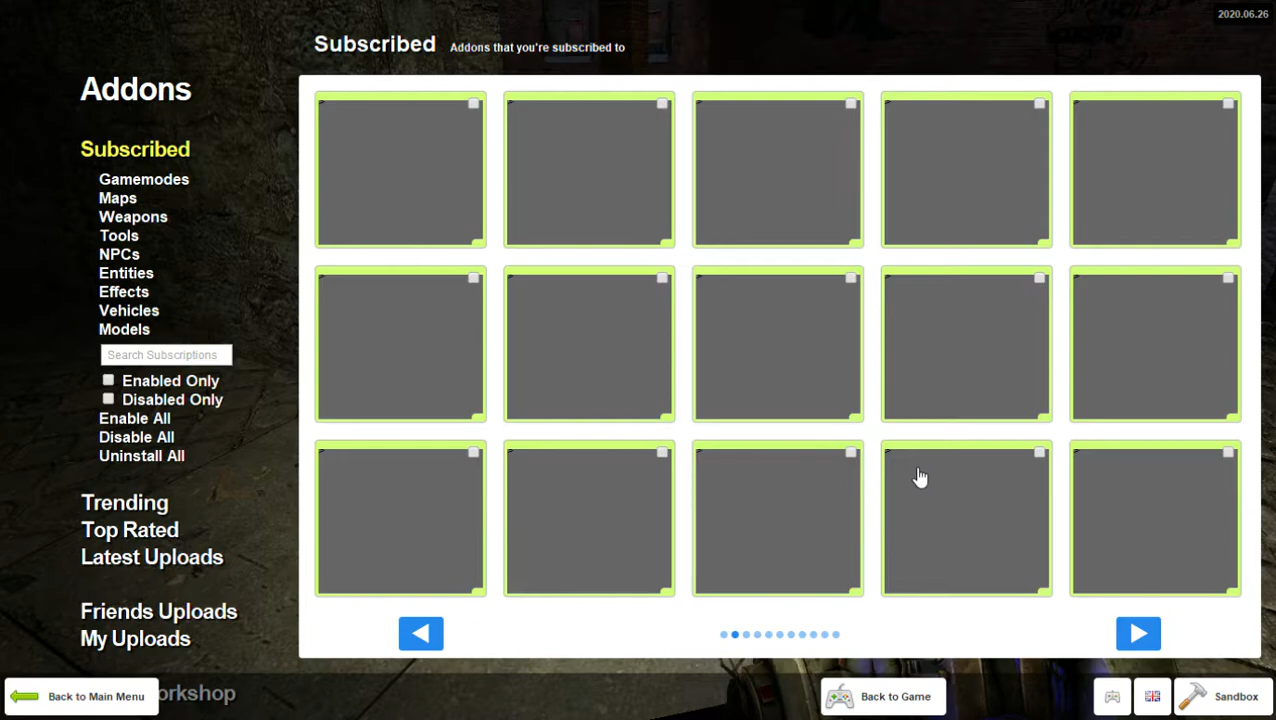 2020.06.26
Subscribed Addons that you're subscribed to
Addons
Subscribed
Gamemodes
Maps
Weapons
Tools
NPCs
Entities
Effects
Vehicles
Models
Search Subscriptions
Enabled Only
Disabled Only
Enable All
Disable All
Uninstall All
Trending
Top Rated
Latest Uploads
Friends Uploads
My Uploads
Back to Main Menu
orkshop
Back to Game
Sandbox